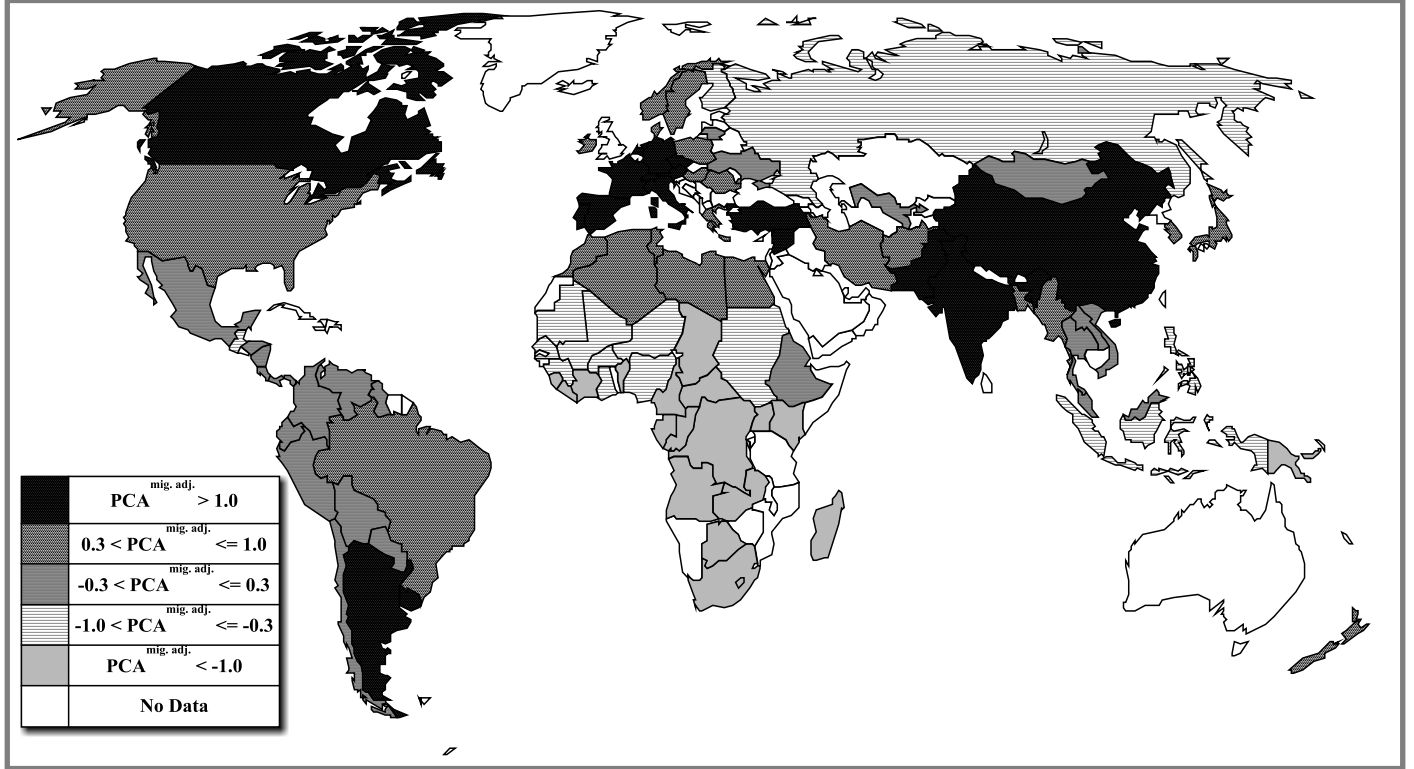 mig. adj.
PCA > 1.0
mig. adj.
0.3 < PCA <= 1.0
mig. adj.
-0.3 < PCA <= 0.3
mig. adj.
-1.0 < PCA <= -0.3
mig. adj.
PCA < -1.0
No Data